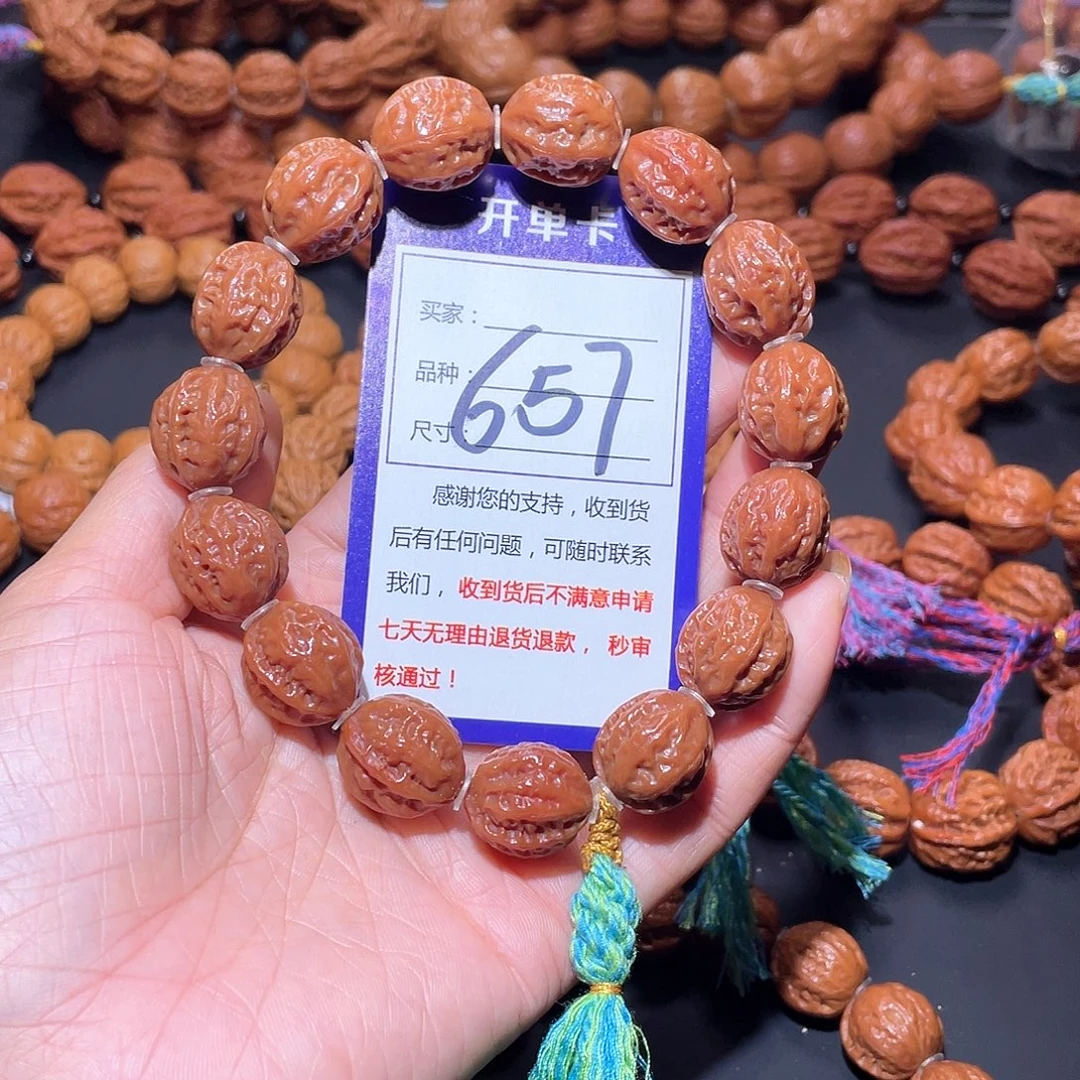 开单卡
买家：
品种：
657
尺寸：
感谢您的支持，收到货
后有任何问题，可随时联系
我们，收到货后不满意申请
七天无理由退货退款，秒审
核通过！